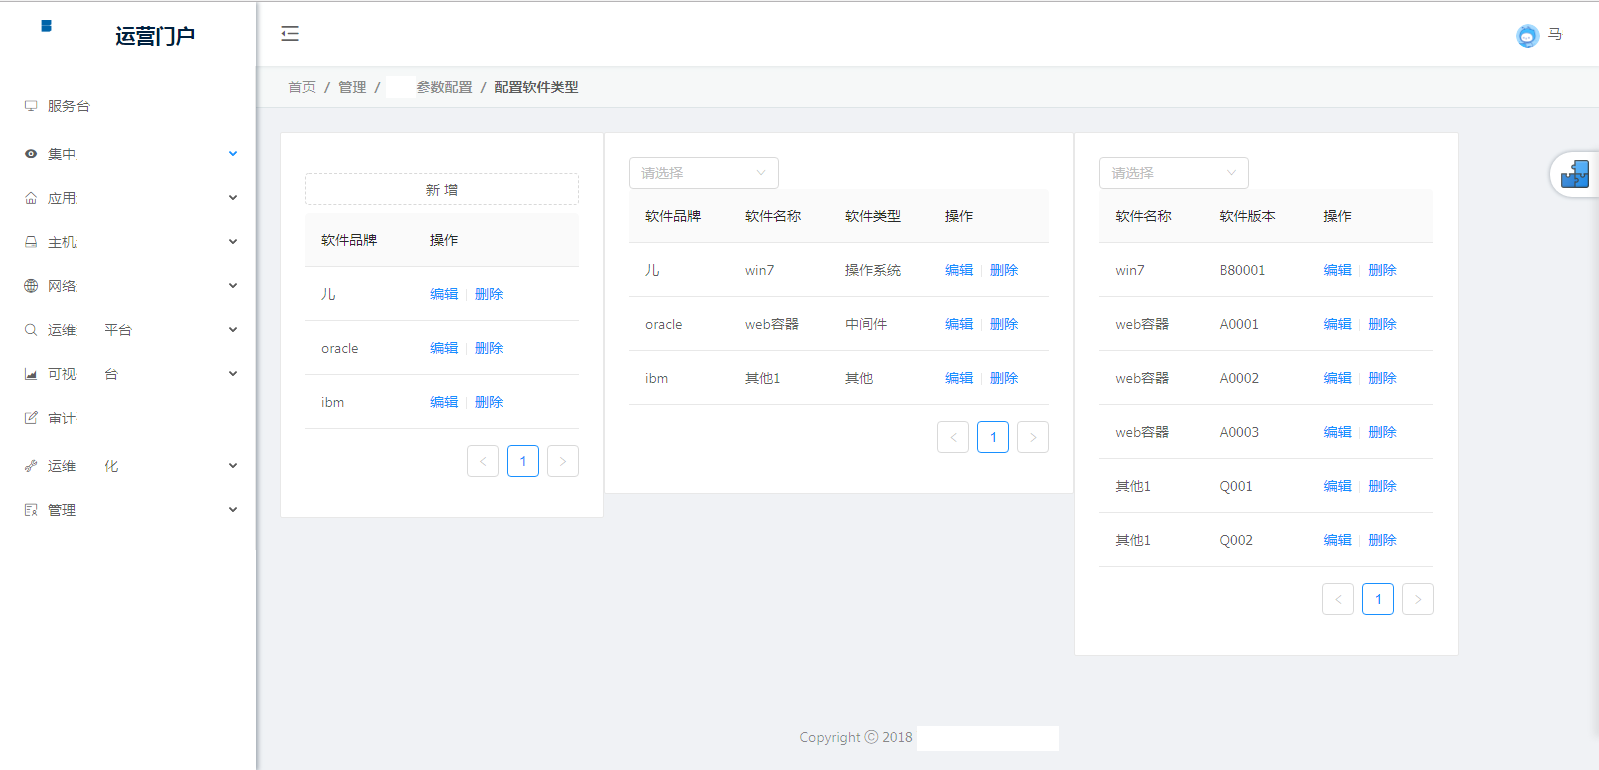 运营门户
马
首页 / 管理 / 参数配置 / 配置软件类型
服务台
集中
应用
主机
网络
运维 平台
可视 台
审计
运维 化
管理
新 增
软件品牌 操作
儿 编辑 删除
oracle 编辑 删除
ibm 编辑 删除
< 1 >
请选择
软件品牌 软件名称 软件类型 操作
儿 win7 操作系统 编辑 删除
oracle web容器 中间件 编辑 删除
ibm 其他1 其他 编辑 删除
< 1 >
请选择
软件名称 软件版本 操作
win7 B80001 编辑 删除
web容器 A0001 编辑 删除
web容器 A0002 编辑 删除
web容器 A0003 编辑 删除
其他1 Q001 编辑 删除
其他1 Q002 编辑 删除
< 1 >
Copyright © 2018